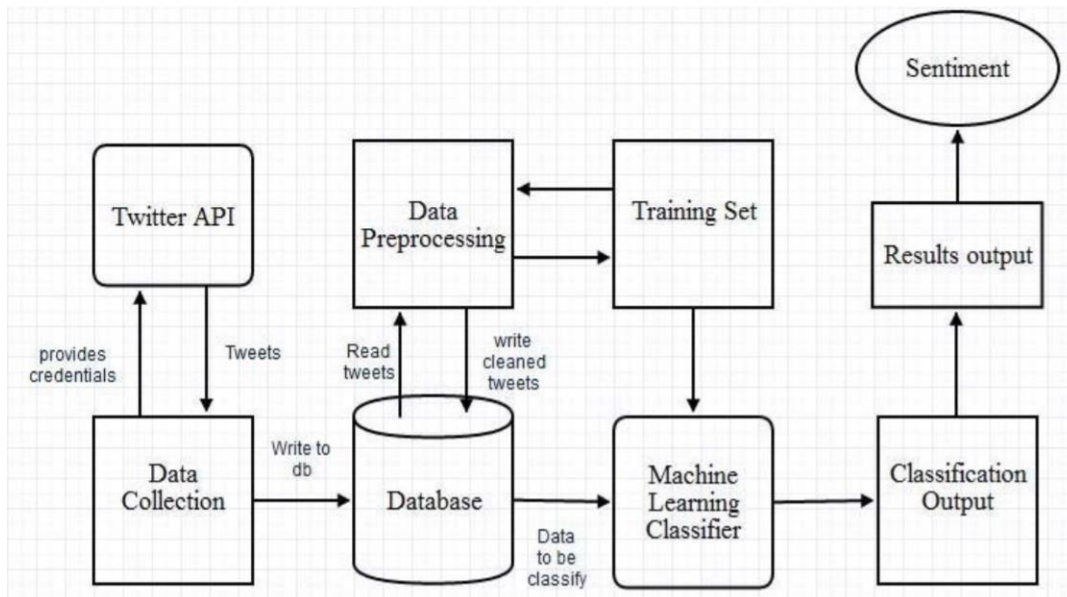 Sentiment
Twitter API
Data
Preprocessing
Training Set
Results output
provides
credentials
Tweets
Read
tweets
write
cleaned
tweets
Data
Collection
Write to
db
Database
Data
to be
classify
Machine
Learning
Classifier
Classification
Output